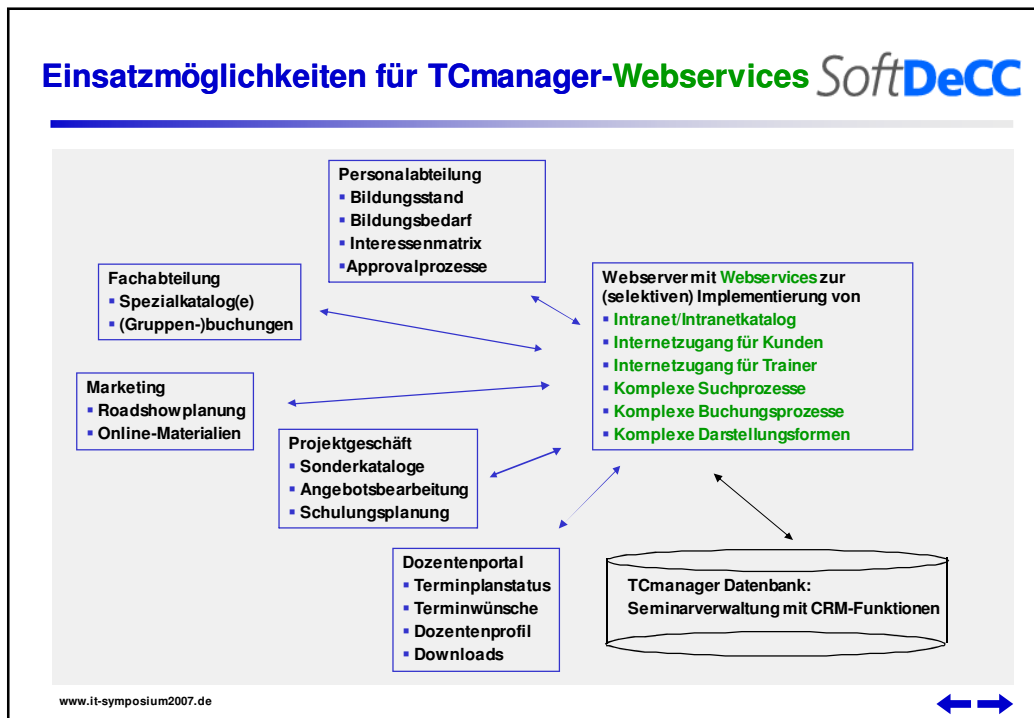 Einsatzmöglichkeiten für TCmanager-Webservices
SoftDeCC
Personalabteilung
▪ Bildungsstand
▪ Bildungsbedarf
▪ Interessenmatrix
▪Approvalprozesse
Fachabteilung
▪ Spezialkatalog(e)
▪ (Gruppen-)buchungen
Marketing
▪ Roadshowplanung
▪ Online-Materialien
Projektgeschäft
▪ Sonderkataloge
▪ Angebotsbearbeitung
▪ Schulungsplanung
Dozentenportal
▪ Terminplanstatus
▪ Terminwünsche
▪ Dozentenprofil
▪ Downloads
Webserver mit Webservices zur
(selektiven) Implementierung von
▪ Intranet/Intranetkatalog
▪ Internetzugang für Kunden
▪ Internetzugang für Trainer
▪ Komplexe Suchprozesse
▪ Komplexe Buchungsprozesse
▪ Komplexe Darstellungsformen
TCmanager Datenbank:
Seminarverwaltung mit CRM-Funktionen
www.it-symposium2007.de